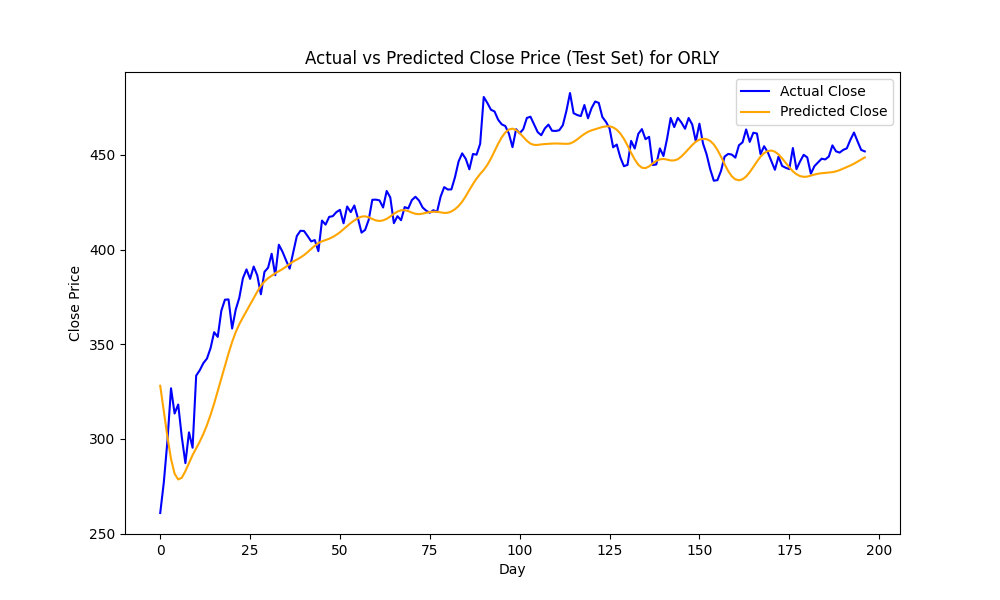 Actual vs Predicted Close Price (Test Set) for ORLY
Actual Close
Predicted Close
450
400
350
300
250
Close Price
0 25 50 75 100 125 150 175 200
Day